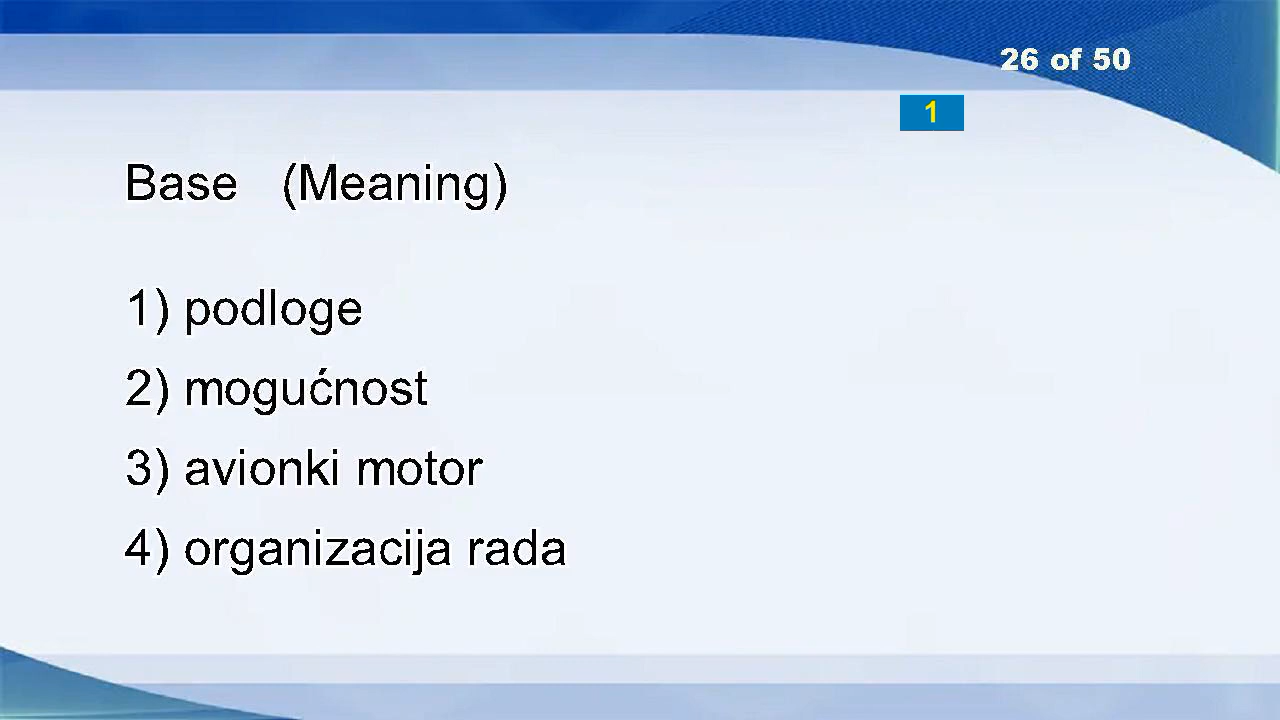 26 of 50
1
Base (Meaning)
1) podloge
2) mogućnost
3) avionki motor
4) organizacija rada